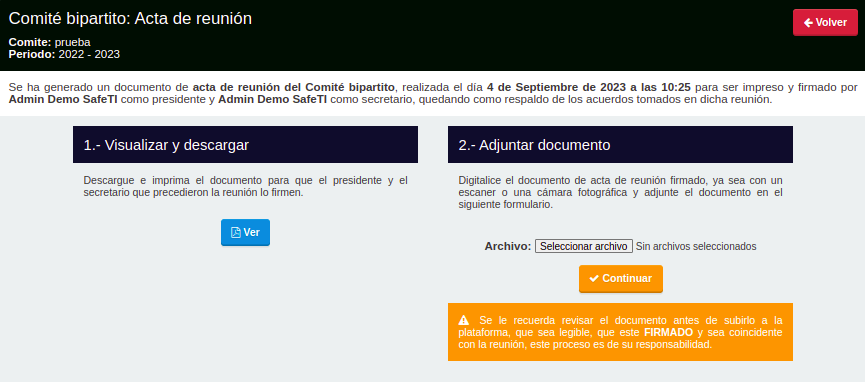 Comité bipartito: Acta de reunión
Volver
Comite: prueba
Periodo: 2022 - 2023
Se ha generado un documento de acta de reunión del Comité bipartito, realizada el día 4 de Septiembre de 2023 a las 10:25 para ser impreso y firmado por
Admin Demo SafeTI como presidente y Admin Demo SafeTI como secretario, quedando como respaldo de los acuerdos tomados en dicha reunión.
1.- Visualizar y descargar
Descargue e imprima el documento para que el presidente y el
secretario que precedieron la reunión lo firmen.
Ver
2.- Adjuntar documento
Digitalice el documento de acta de reunión firmado, ya sea con un
escaner o una cámara fotográfica y adjunte el documento en el
siguiente formulario.
Archivo: Seleccionar archivo Sin archivos seleccionados
Continuar
Se le recuerda revisar el documento antes de subirlo a la
plataforma, que sea legible, que este FIRMADO y sea coincidente
con la reunión, este proceso es de su responsabilidad.